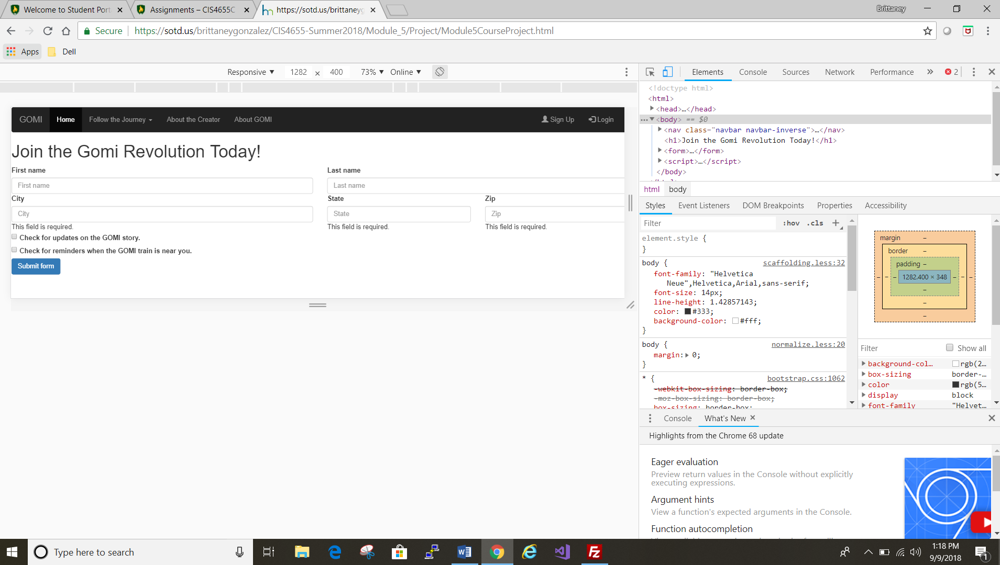 Welcome to Student Port
Assignments – CIS4655C
https://sotd.us/brittaneyg
Brittaney
Secure
https://sotd.us/brittaneygonzalez/CIS4655-Summer2018/Module_5/Project/Module5CourseProject.html
Apps
Dell
Responsive ▼ 1282 x 400 73% ▼ Online ▼
GOMI Home Follow the Journey About the Creator About GOMI Sign Up Login
Join the Gomi Revolution Today!
First name Last name
First name Last name
City State Zip
City State Zip
This field is required. This field is required. This field is required.
Check for updates on the GOMI story.
Check for reminders when the GOMI train is near you.
Submit form
Elements Console Sources Network Performance » 2
<!doctype html>
<html>
<head>…</head>
<body> == $0
<nav class="navbar navbar-inverse">…</nav>
<h1>Join the Gomi Revolution Today!</h1>
<form>…</form>
<script>…</script>
</body>
html body
Styles Event Listeners DOM Breakpoints Properties Accessibility
Filter :hov .cls +
element.style {
}
body { scaffolding.less:32
font-family: "Helvetica
Neue",Helvetica,Arial,sans-serif;
font-size: 14px;
line-height: 1.42857143;
color: #333;
background-color: #fff;
}
body { normalize.less:20
margin: 0;
}
* { bootstrap.css:1062
-webkit-box-sizing: border-box;
-moz-box-sizing: border-box;
box-sizing: border-box;
margin –
border –
padding –
– – – 1282.400 × 348 – – –
–
–
–
Filter Show all
background-col… rgb(2…
box-sizing border-…
color rgb(5…
display block
font-family "Helvet…
Console What's New
Highlights from the Chrome 68 update
Eager evaluation
Preview return values in the Console without explicitly
executing expressions.
Argument hints
View a function's expected arguments in the Console.
Function autocompletion
Type here to search
1:18 PM
9/9/2018
1